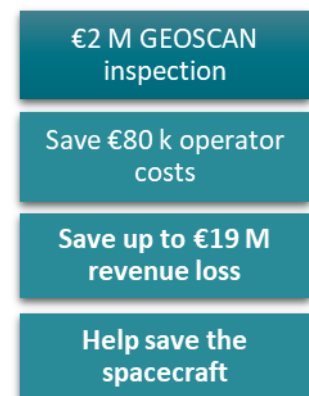 €2 M GEOSCAN
inspection
Save €80 k operator
costs
Save up to €19 M
revenue loss
Help save the
spacecraft